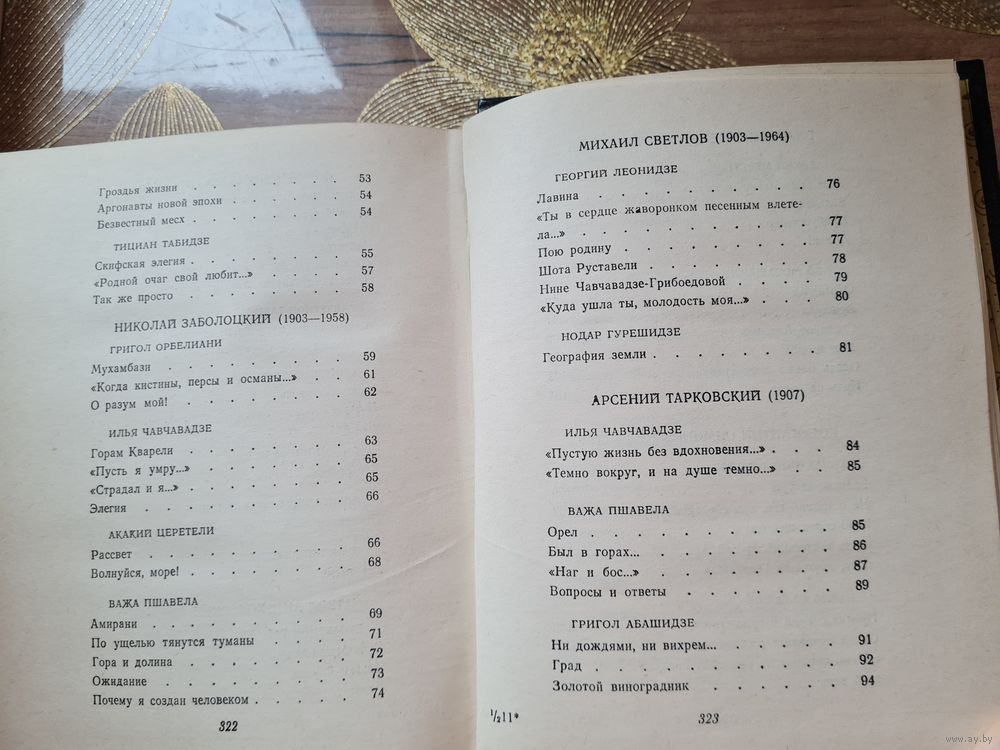 Гроздья жизни . . . . . . . . 53
Аргонавты новой эпохи . . . . . . 54
Безвестный месх . . . . . . . . 54
ТИЦИАН ТАБИДЗЕ
Скифская элегия . . . . . . . . 55
«Родной очаг свой любит...» . . . . . 57
Так же просто . . . . . . . . 58
НИКОЛАЙ ЗАБОЛОЦКИЙ (1903—1958)
ГРИГОЛ ОРБЕЛИАНИ
Мухамбази . . . . . . . . . 59
«Когда кистины, персы и османы...» . . 61
О разум мой! . . . . . . . . . 62
ИЛЬЯ ЧАВЧАВАДЗЕ
Горам Кварели . . . . . . . . 63
«Пусть я умру...» . . . . . . . . 65
«Страдал и я...» . . . . . . . . 65
Элегия . . . . . . . . . . 66
АКАКИЙ ЦЕРЕТЕЛИ
Рассвет . . . . . . . . . . 66
Волнуйся, море! . . . . . . . . 68
ВАЖА ПШАВЕЛА
Амирани . . . . . . . . . . 69
По ущелью тянутся туманы . . . . . 71
Гора и долина . . . . . . . . 72
Ожидание . . . . . . . . . 73
Почему я создан человеком . . . . . 74
322
МИХАИЛ СВЕТЛОВ (1903—1964)
ГЕОРГИЙ ЛЕОНИДЗЕ
Лавина . . . . . . . . . 76
«Ты в сердце жаворонком песенным влете-
ла...» . . . . . . . . . . 77
Пою родину . . . . . . . . . 77
Шота Руставели . . . . . . . . 78
Нине Чавчавадзе-Грибоедовой . . . . 79
«Куда ушла ты, молодость моя...» . . . 80
НОДАР ГУРЕШИДЗЕ
География земли . . . . . . . . 81
АРСЕНИЙ ТАРКОВСКИЙ (1907)
ИЛЬЯ ЧАВЧАВАДЗЕ
«Пустую жизнь без вдохновения...» . . . 84
«Темно вокруг, и на душе темно...» . . . 85
ВАЖА ПШАВЕЛА
Орел . . . . . . . . . . 85
Был в горах... . . . . . . . . . 86
«Наг и бос...» . . . . . . . . . 87
Вопросы и ответы . . . . . . . 89
ГРИГОЛ АБАШИДЗЕ
Ни дождями, ни вихрем... . . . . . . 91
Град . . . . . . . . . . 92
Золотой виноградник . . . . . . 94
½11*
323
www.ay.by